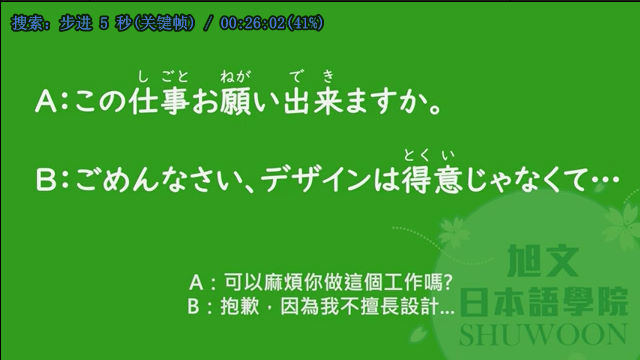 搜索: 步进 5 秒(关键帧) / 00:26:02(41%)
し ごと ねが で き
A:この仕事お願い出来ますか。
とく い
B:ごめんなさい、デザインは得意じゃなくて…
A：可以麻煩你做這個工作嗎?
B：抱歉，因為我不擅長設計...
旭文
日本語學院
SHUWOON